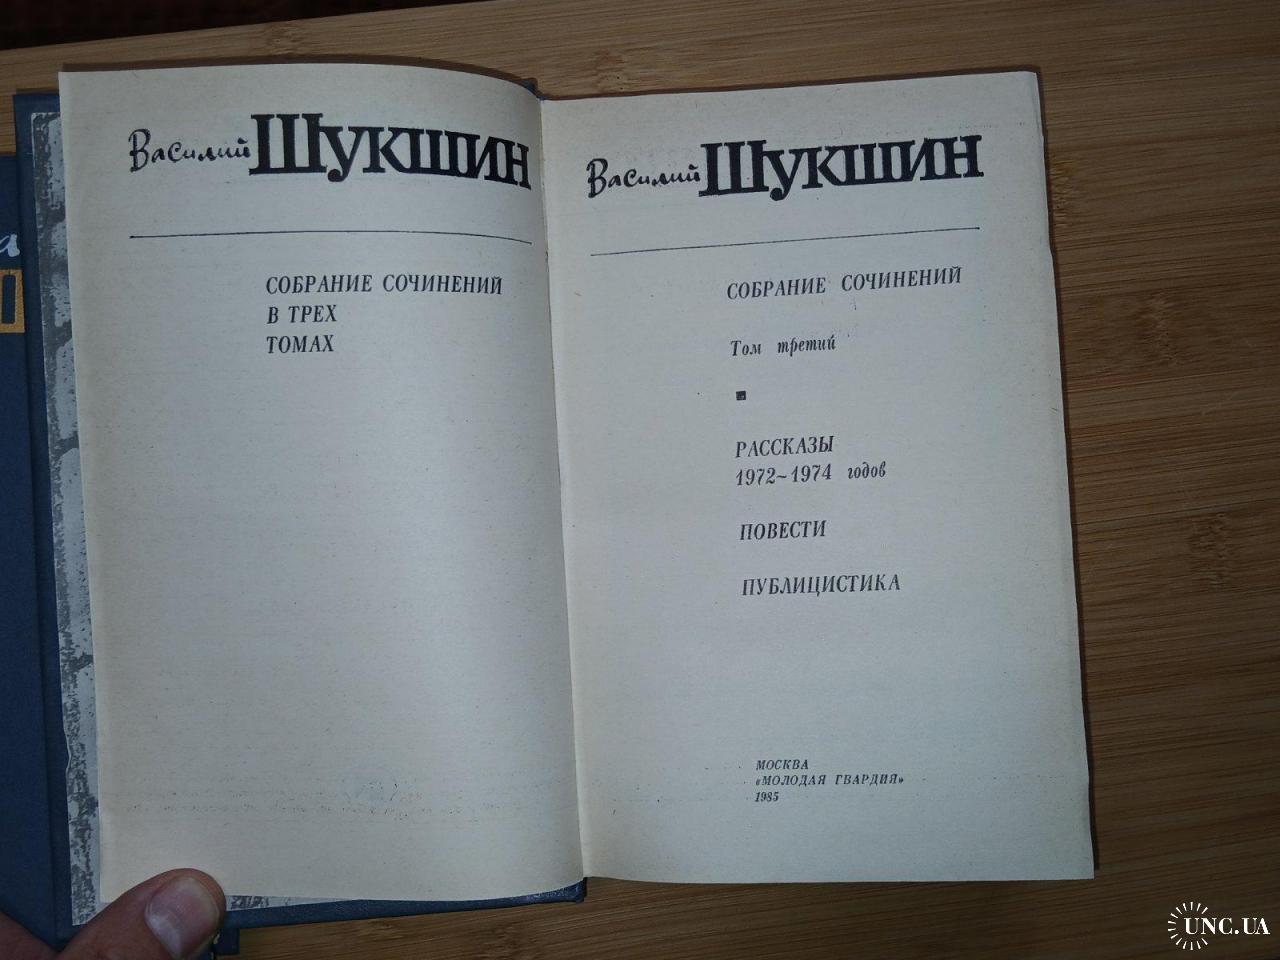 Василий Шукшин
СОБРАНИЕ СОЧИНЕНИЙ
В ТРЕХ
ТОМАХ
Василий Шукшин
СОБРАНИЕ СОЧИНЕНИЙ
Том третий
РАССКАЗЫ
1972~1974 годов
ПОВЕСТИ
ПУБЛИЦИСТИКА
МОСКВА
«МОЛОДАЯ ГВАРДИЯ»
1985
UNC.UA